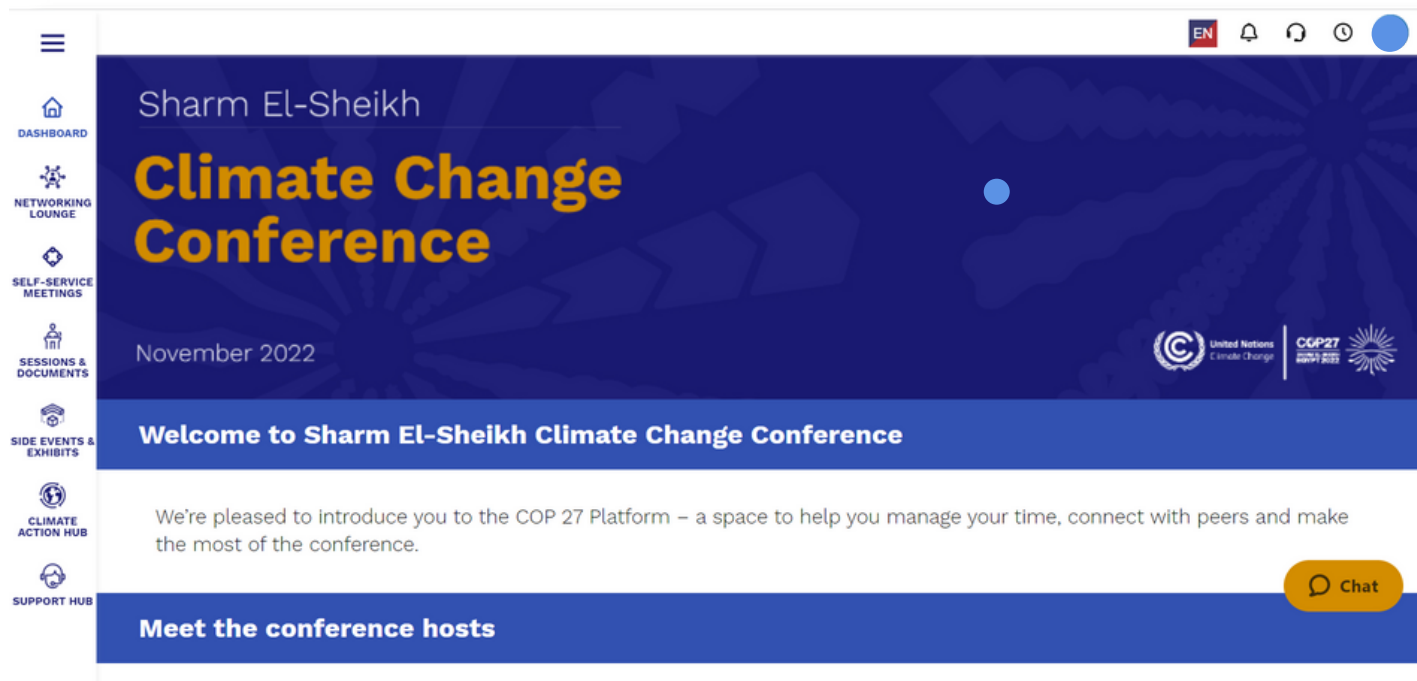 EN
DASHBOARD
NETWORKING
LOUNGE
SELF-SERVICE
MEETINGS
SESSIONS &
DOCUMENTS
SIDE EVENTS &
EXHIBITS
CLIMATE
ACTION HUB
SUPPORT HUB
Sharm El-Sheikh
Climate Change
Conference
November 2022
United Nations
Climate Change
COP27
EGYPT 2022
Welcome to Sharm El-Sheikh Climate Change Conference
We're pleased to introduce you to the COP 27 Platform – a space to help you manage your time, connect with peers and make
the most of the conference.
Chat
Meet the conference hosts